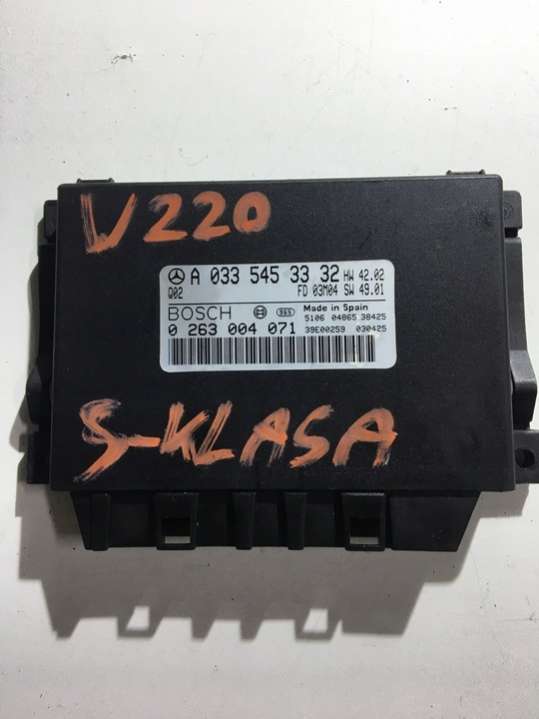 W220
A 033 545 33 32 HW 42.02
Q02 FD 03M04 SW 49.01
BOSCH Made in Spain
5106 04865 38425
0 263 004 071 39E00259 030425
S-KLASA